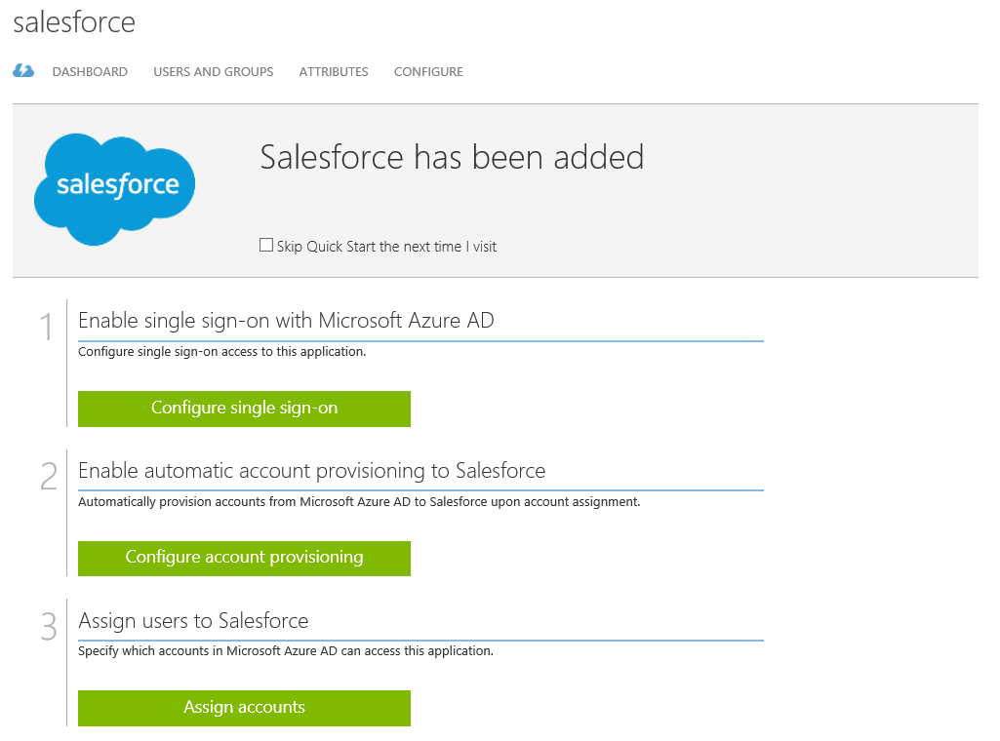 salesforce
DASHBOARD USERS AND GROUPS ATTRIBUTES CONFIGURE
salesforce
Salesforce has been added
Skip Quick Start the next time I visit
1
Enable single sign-on with Microsoft Azure AD
Configure single sign-on access to this application.
Configure single sign-on
2
Enable automatic account provisioning to Salesforce
Automatically provision accounts from Microsoft Azure AD to Salesforce upon account assignment.
Configure account provisioning
3
Assign users to Salesforce
Specify which accounts in Microsoft Azure AD can access this application.
Assign accounts